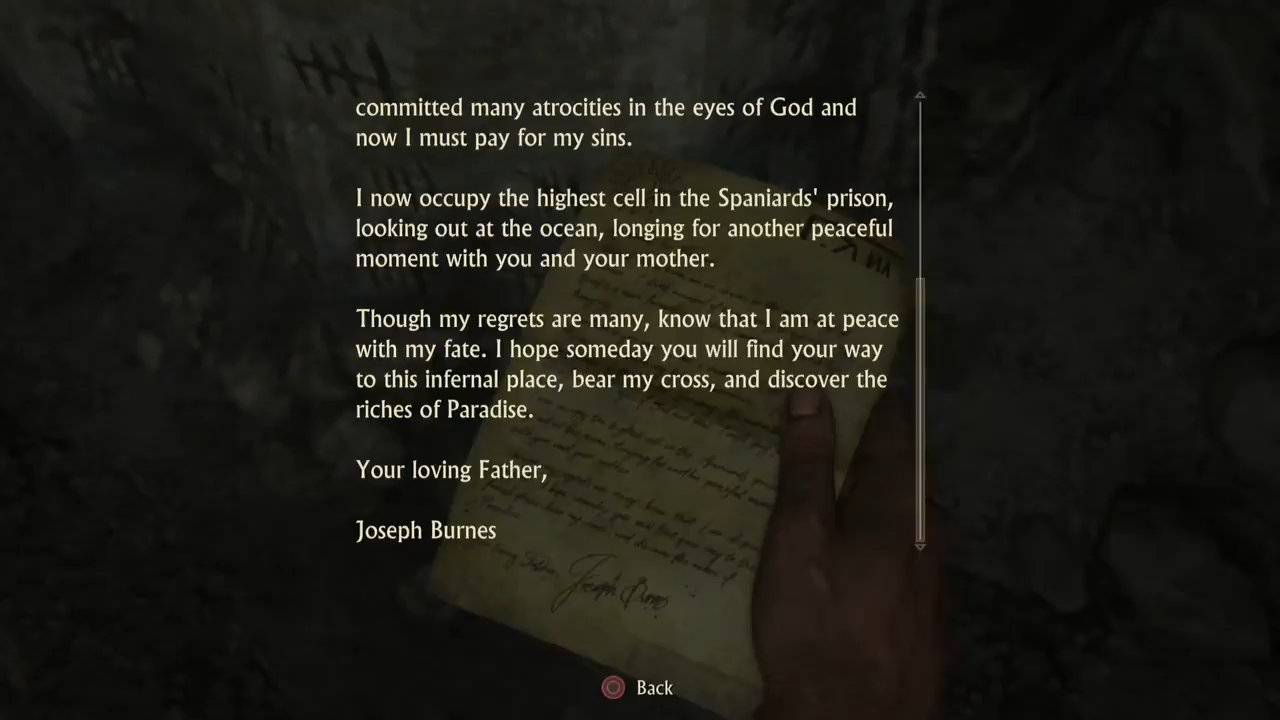 committed many atrocities in the eyes of God and
now I must pay for my sins.
I now occupy the highest cell in the Spaniards' prison,
looking out at the ocean, longing for another peaceful
moment with you and your mother.
Though my regrets are many, know that I am at peace
with my fate. I hope someday you will find your way
to this infernal place, bear my cross, and discover the
riches of Paradise.
Your loving Father,
Joseph Burnes
Joseph Burnes
Back